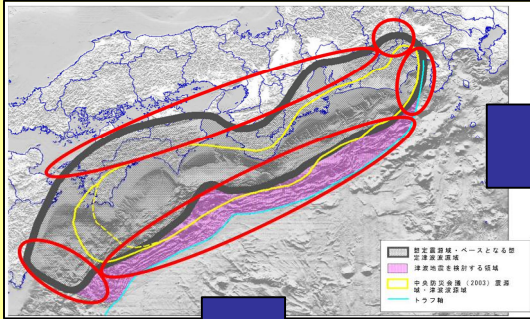 想定震源域・ベースとなる想
定津波波源域
津波地震を検討する領域
中央防災会議（2003）震源
域・津波波源域
トラフ軸